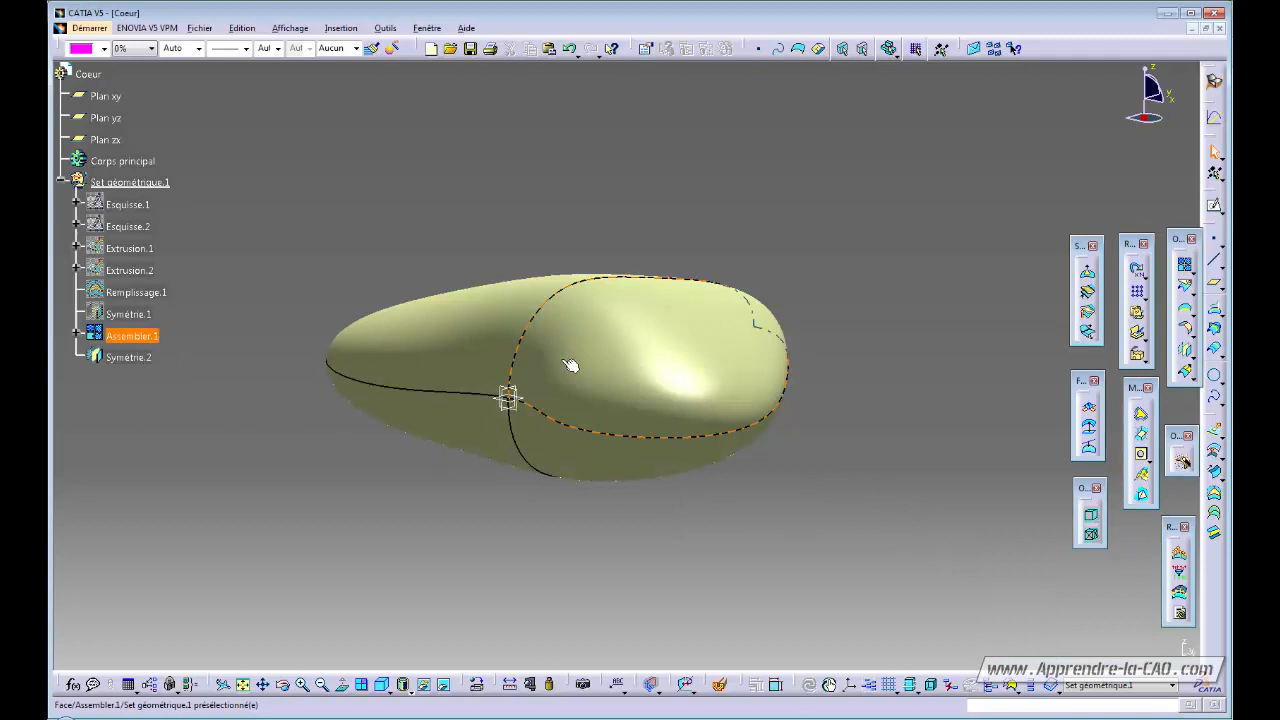 CATIA V5 - [Coeur]
Démarrer ENOVIA V5 VPM Fichier Edition Affichage Insertion Outils Fenêtre Aide
0% Auto Aut Aut Aucun
Coeur
Plan xy
Plan yz
Plan zx
Corps principal
Set géométrique.1
Esquisse.1
Esquisse.2
Extrusion.1
Extrusion.2
Remplissage.1
Symétrie.1
Assembler.1
Symétrie.2
z
y
x
S...
R...
O...
F...
M...
O...
O...
R...
www.Apprendre-la-CAO.com
f(x)
Set géométrique.1
CATIA
Face/Assembler.1/Set géométrique.1 présélectionné(e)